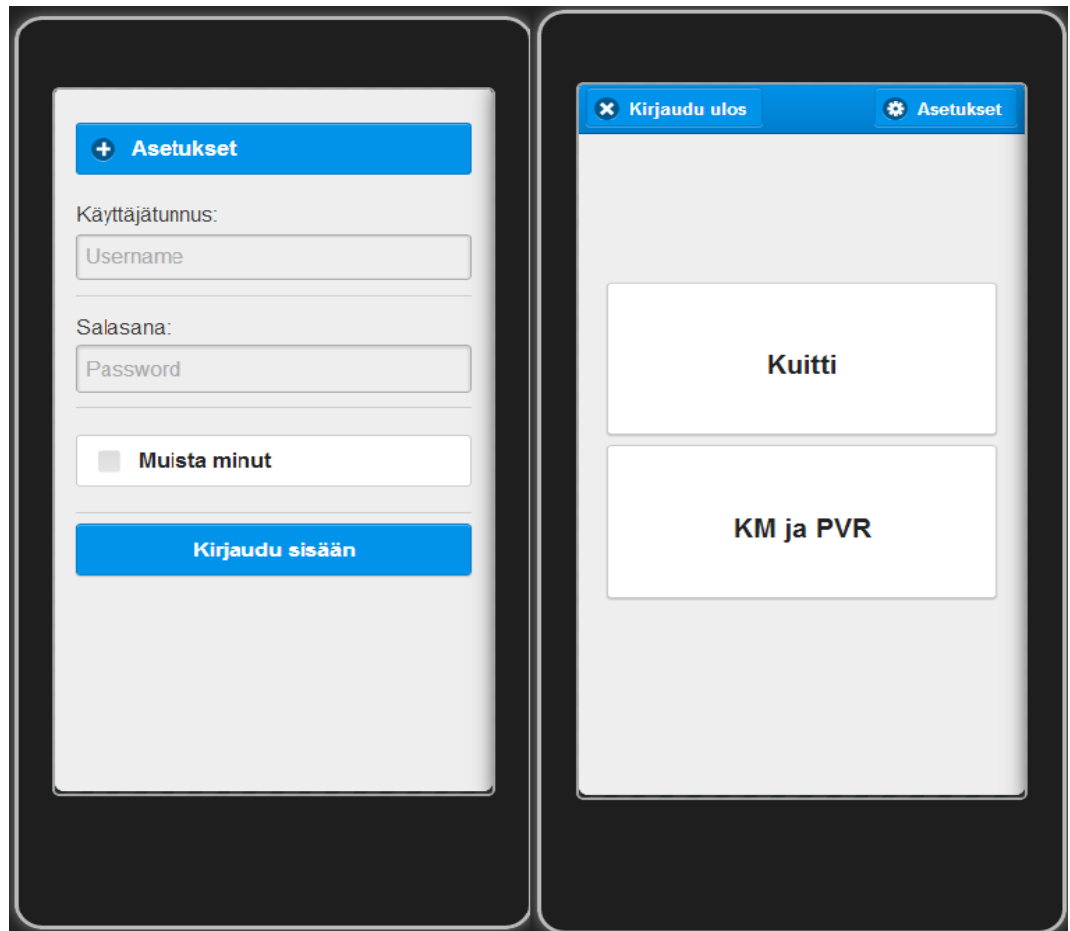 Asetukset
Käyttäjätunnus:
Username
Salasana:
Password
Muista minut
Kirjaudu sisään
Kirjaudu ulos
Asetukset
Kuitti
KM ja PVR